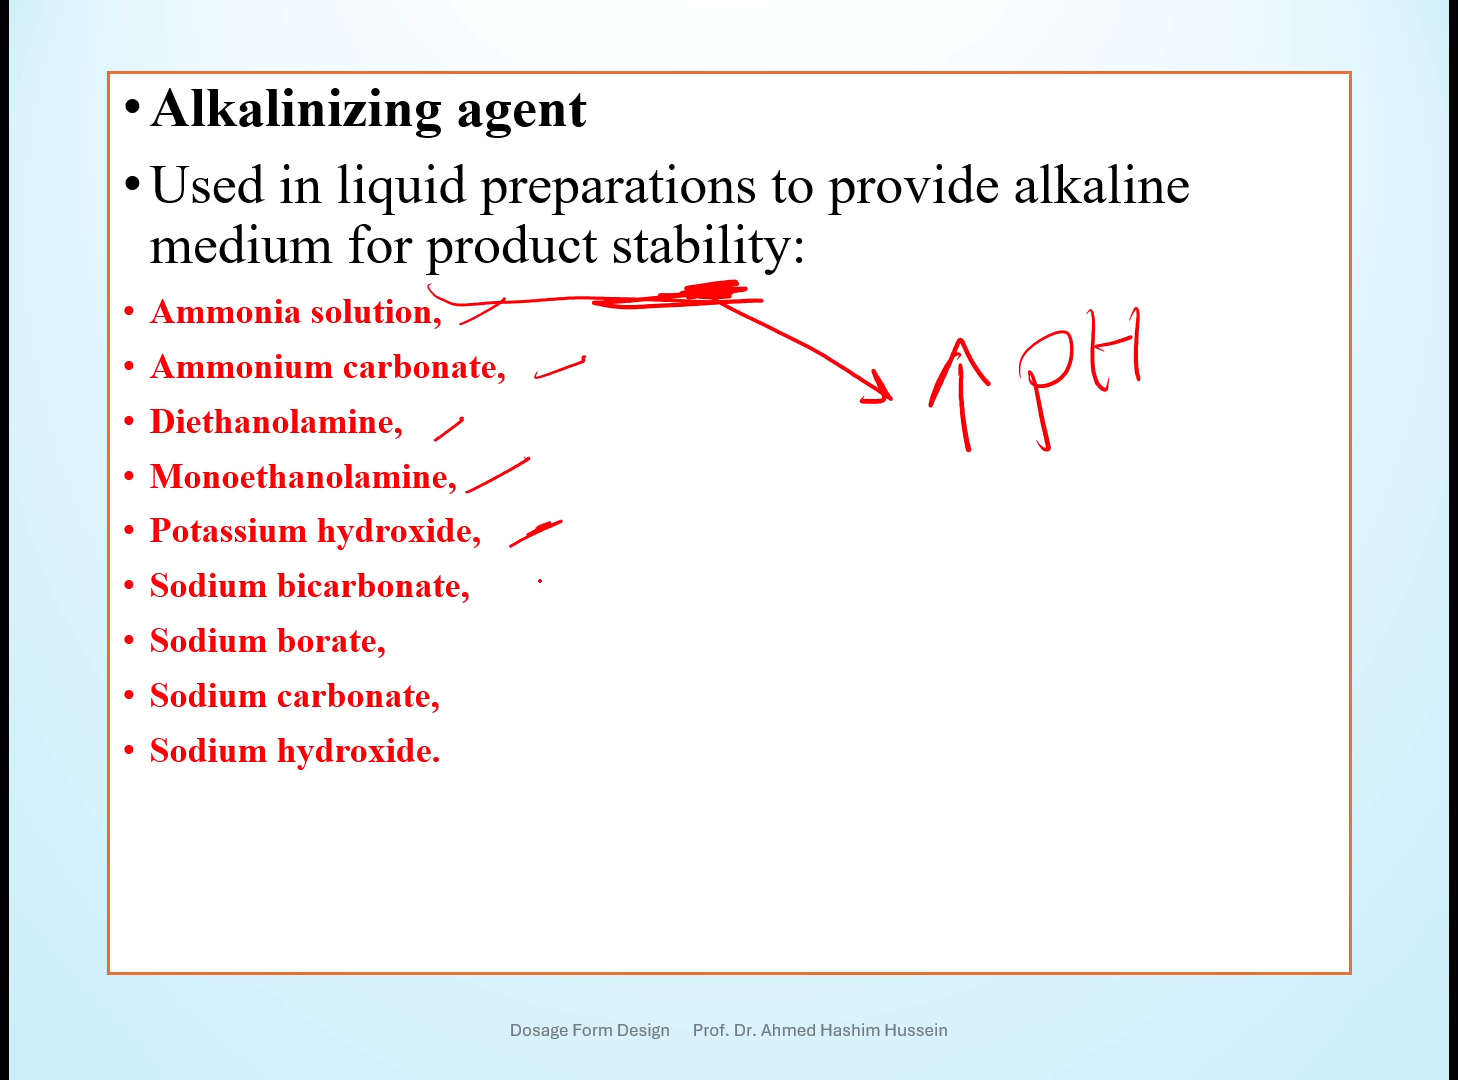 • Alkalinizing agent
• Used in liquid preparations to provide alkaline
medium for product stability:
• Ammonia solution,
• Ammonium carbonate,
• Diethanolamine,
• Monoethanolamine,
• Potassium hydroxide,
• Sodium bicarbonate,
• Sodium borate,
• Sodium carbonate,
• Sodium hydroxide.
↑ pH
Dosage Form Design Prof. Dr. Ahmed Hashim Hussein